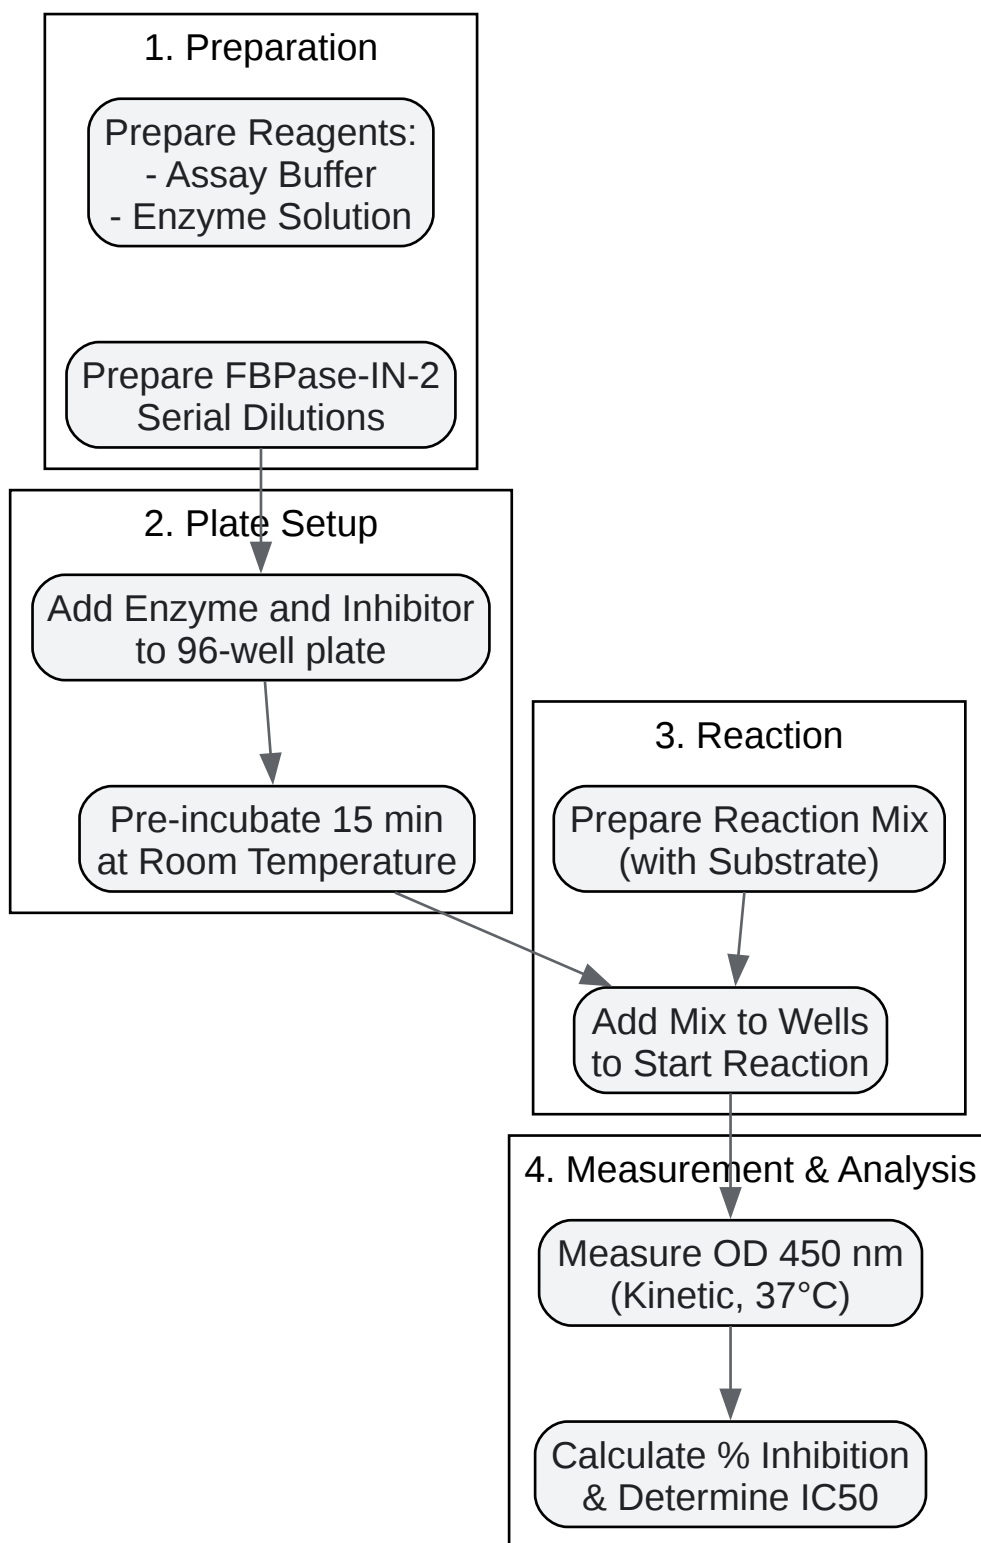 1. Preparation
Prepare Reagents:
- Assay Buffer
- Enzyme Solution
Prepare FBPase-IN-2
Serial Dilutions
2. Plate Setup
Add Enzyme and Inhibitor
to 96-well plate
Pre-incubate 15 min
at Room Temperature
3. Reaction
Prepare Reaction Mix
(with Substrate)
Add Mix to Wells
to Start Reaction
4. Measurement & Analysis
Measure OD 450 nm
(Kinetic, 37°C)
Calculate % Inhibition
& Determine IC50